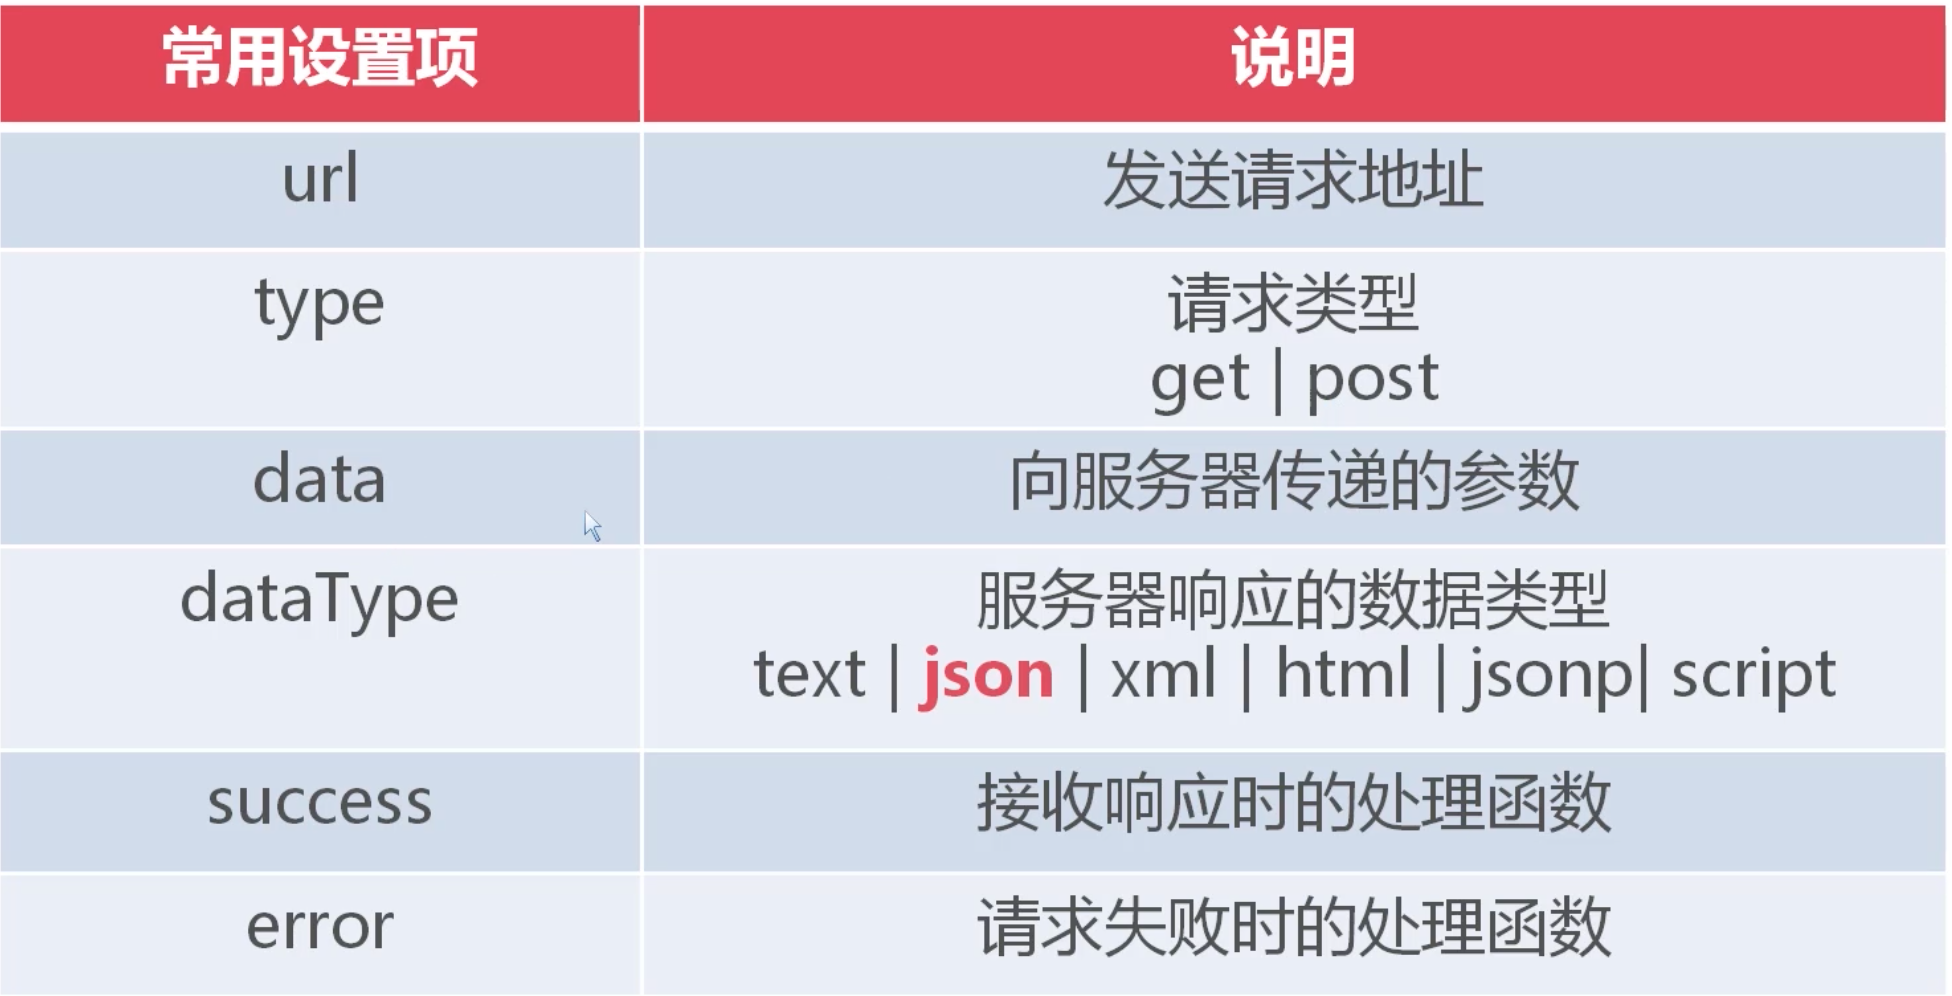 常用设置项 说明
url 发送请求地址
type 请求类型
get | post
data 向服务器传递的参数
dataType 服务器响应的数据类型
text | json | xml | html | jsonp| script
success 接收响应时的处理函数
error 请求失败时的处理函数